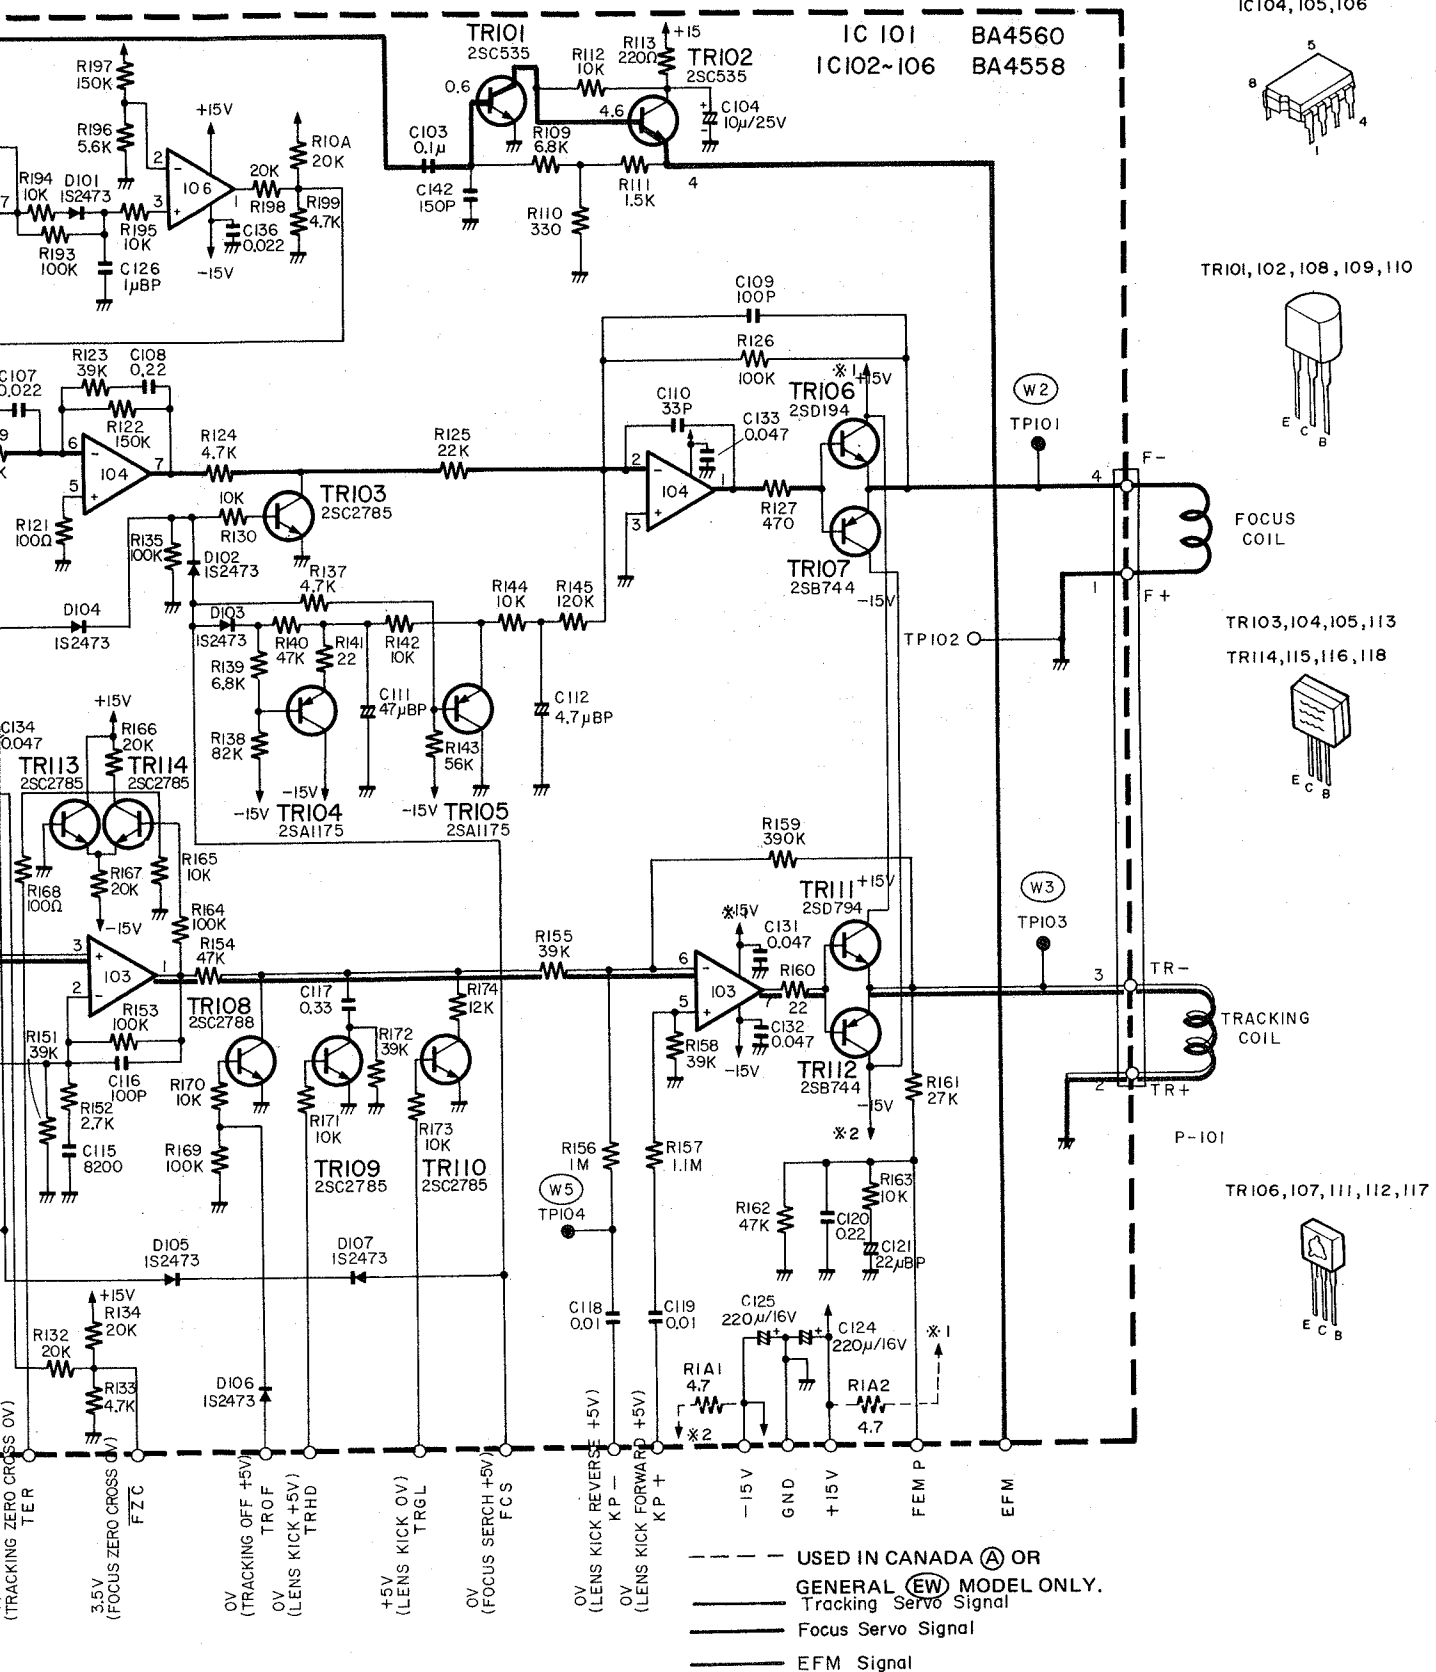 IC104,105,106
IC 101 BA4560
IC102~106 BA4558
TR101
2SC535
0.6
R112
10K
R113
220Ω
+15
TR102
2SC535
4.6
C104
10μ/25V
C103
0.1μ
R109
6.8K
C142
150P
R110
330
R111
1.5K
4
R197
150K
R196
5.6K
+15V
R10A
20K
R194
10K
D101
1S2473
7
2
3
106
1
20K
R198
R199
4.7K
R195
10K
R193
100K
C136
0.022
-15V
C126
1μBP
5
8
4
1
TR101,102,108,109,110
E C B
C109
100P
R126
100K
R123
39K
C108
0.22
C107
0.022
R122
150K
9
K
6
5
104
7
R124
4.7K
R125
22K
C110
33P
C133
0.047
※1
+15V
TR106
2SD194
2
3
104
1
R127
470
TR107
2SB744
-15V
W2
TP101
4
F-
FOCUS
COIL
1
F+
TP102
R121
100Ω
10K
R130
TR103
2SC2785
R135
100K
D102
1S2473
R137
4.7K
D104
1S2473
D103
1S2473
R140
47K
R141
22
R142
10K
R144
10K
R145
120K
R139
6.8K
C111
47μBP
R138
82K
R143
56K
C112
4.7μBP
-15V
-15V
TR104
2SA1175
-15V
TR105
2SA1175
TR103,104,105,113
TR114,115,116,118
E C B
C134
0.047
+15V
R166
20K
TR113
2SC2785
TR114
2SC2785
R167
20K
R165
10K
R168
100Ω
-15V
R164
100K
R154
47K
3
2
103
1
R153
100K
R151
39K
C116
100P
R152
2.7K
C115
8200
R159
390K
R155
39K
TR108
2SC2788
C117
0.33
R174
12K
R172
39K
R170
10K
R171
10K
R173
10K
R169
100K
TR109
2SC2785
TR110
2SC2785
※1
+15V
C131
0.047
TR111
2SD794
+15V
6
5
103
7
R160
22
C132
0.047
-15V
R158
39K
TR112
2SB744
-15V
※2
W3
TP103
3
TR-
TRACKING
COIL
2
TR+
P-101
R161
27K
R156
1M
R157
1.1M
W5
TP104
R162
47K
R163
10K
C120
0.22
C121
22μBP
TR106,107,111,112,117
E C B
D105
1S2473
D107
1S2473
+15V
R134
20K
R132
20K
R133
4.7K
D106
1S2473
C118
0.01
C119
0.01
C125
220μ/16V
C124
220μ/16V
R1A1
4.7
R1A2
4.7
※1
※2
(TRACKING ZERO CROSS 0V)
TER
3.5V
(FOCUS ZERO CROSS 0V)
FZC
0V
(TRACKING OFF +5V)
TROF
0V
(LENS KICK +5V)
TRHD
+5V
(LENS KICK 0V)
TRGL
0V
(FOCUS SERCH +5V)
FCS
0V
(LENS KICK REVERSE +5V)
KP-
0V
(LENS KICK FORWARD +5V)
KP+
-15V
GND
+15V
FEMP
EFM
USED IN CANADA Ⓐ OR
GENERAL (EW) MODEL ONLY.
Tracking Servo Signal
Focus Servo Signal
EFM Signal